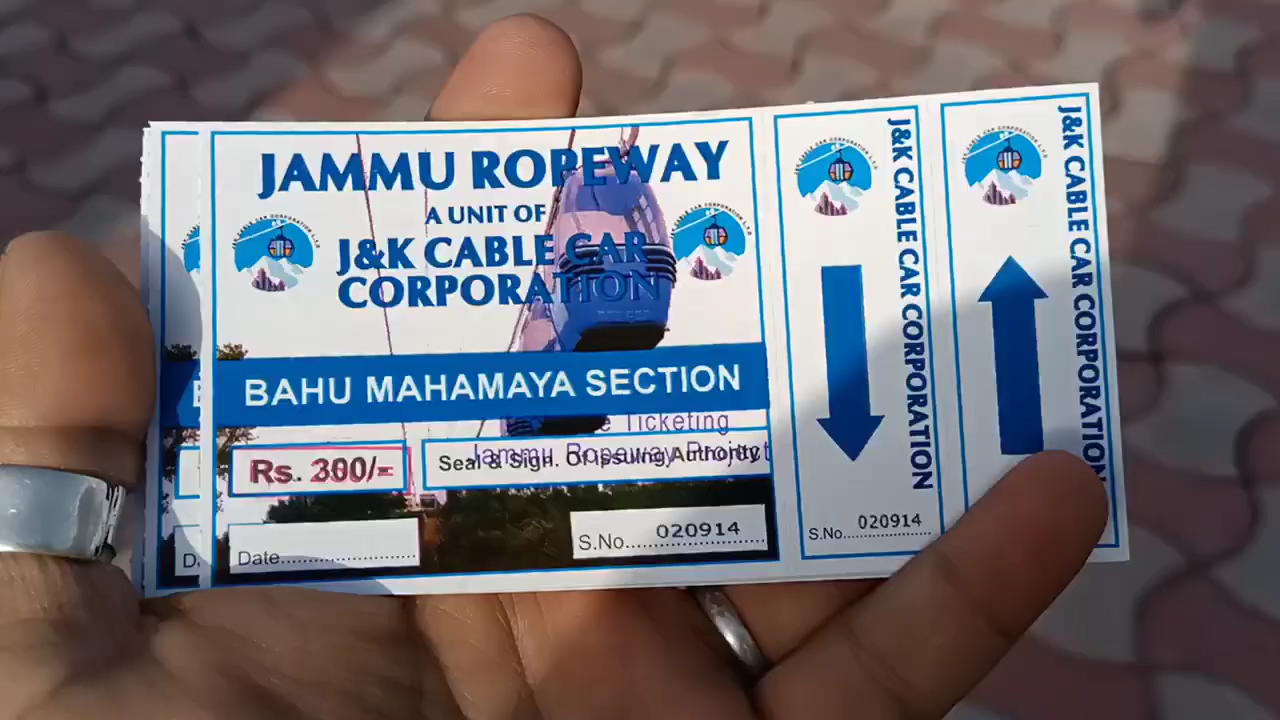 JAMMU ROPEWAY
A UNIT OF
J&K CABLE CAR
CORPORATION
BAHU MAHAMAYA SECTION
Ticketing
Jammu Ropeway Project
Rs. 300/-
Seal & Sign. Of Issuing Authority
Date
S.No. 020914
J&K CABLE CAR CORPORATION
S.No. 020914
J&K CABLE CAR CORPORATION